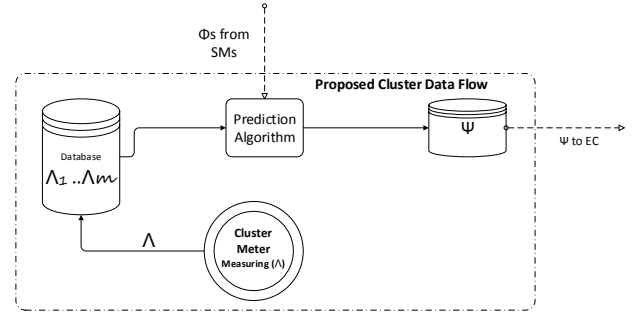 Φs from
SMs
Proposed Cluster Data Flow
Database
Λ1 ..Λm
Prediction
Algorithm
Ψ
Ψ to EC
Λ
Cluster
Meter
Measuring (Λ)